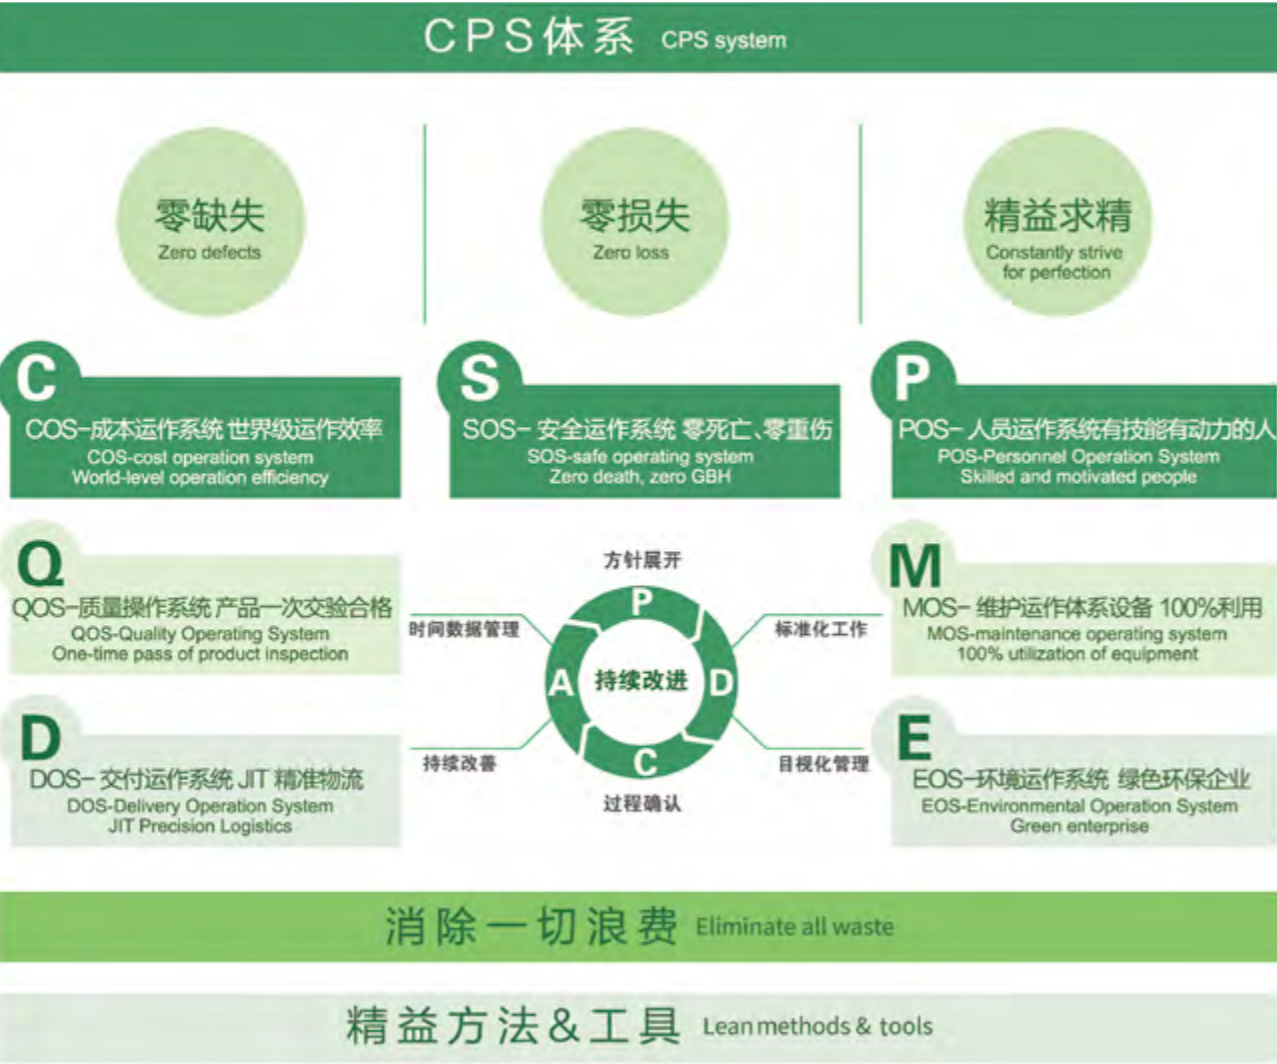 CPS体系 CPS system
零缺失
Zero defects
零损失
Zero loss
精益求精
Constantly strive
for perfection
C
COS-成本运作系统 世界级运作效率
COS-cost operation system
World-level operation efficiency
S
SOS- 安全运作系统 零死亡、零重伤
SOS-safe operating system
Zero death, zero GBH
P
POS- 人员运作系统有技能有动力的人
POS-Personnel Operation System
Skilled and motivated people
Q
QOS-质量操作系统 产品一次交验合格
QOS-Quality Operating System
One-time pass of product inspection
D
DOS- 交付运作系统 JIT 精准物流
DOS-Delivery Operation System
JIT Precision Logistics
方针展开
时间数据管理
标准化工作
P
A
持续改进
D
C
持续改善
目视化管理
过程确认
M
MOS- 维护运作体系设备 100%利用
MOS-maintenance operating system
100% utilization of equipment
E
EOS-环境运作系统 绿色环保企业
EOS-Environmental Operation System
Green enterprise
消除一切浪费 Eliminate all waste
精益方法&工具 Lean methods & tools